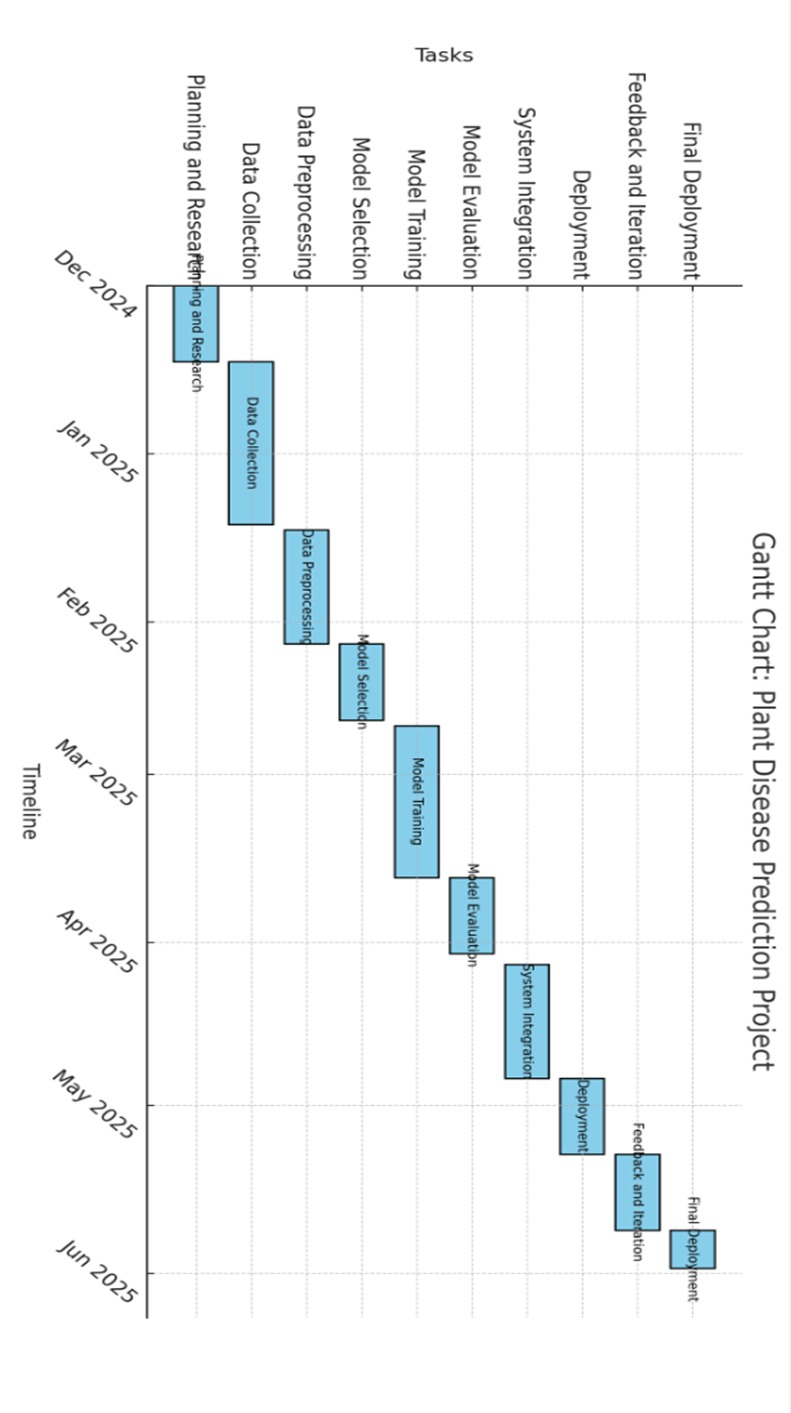 Gantt Chart: Plant Disease Prediction Project
Tasks
Final Deployment
Feedback and Iteration
Deployment
System Integration
Model Evaluation
Model Training
Model Selection
Data Preprocessing
Data Collection
Planning and Research
Final Deployment
Feedback and Iteration
Deployment
System Integration
Model Evaluation
Model Training
Model Selection
Data Preprocessing
Data Collection
Planning and Research
Dec 2024
Jan 2025
Feb 2025
Mar 2025
Apr 2025
May 2025
Jun 2025
Timeline